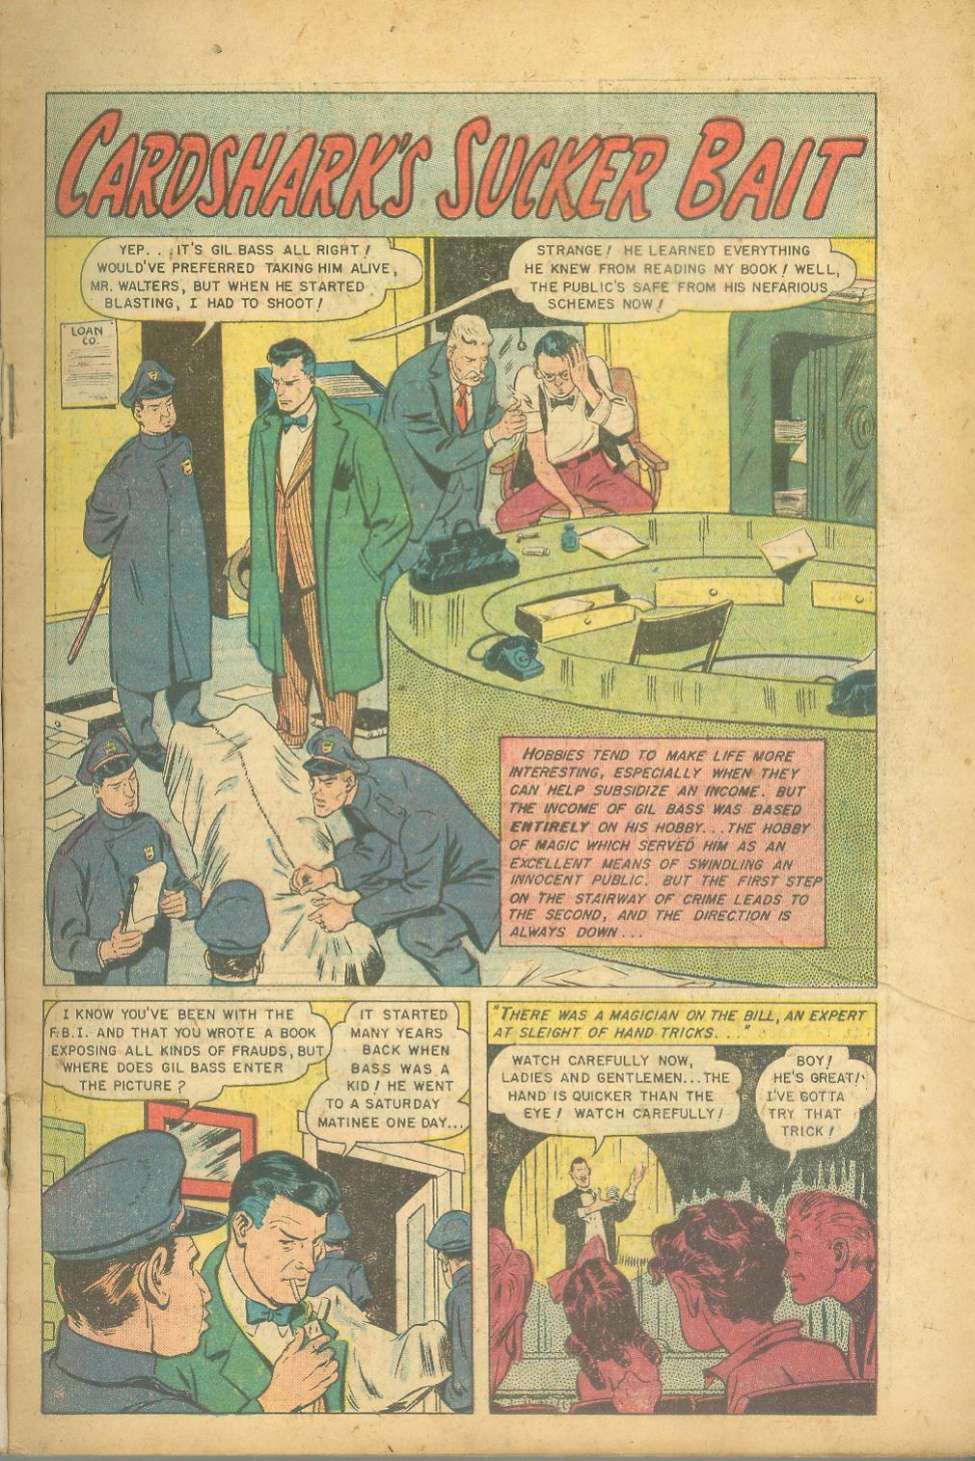 CARDSHARK'S SUCKER BAIT
YEP. . . IT'S GIL BASS ALL RIGHT!
WOULD'VE PREFERRED TAKING HIM ALIVE,
MR. WALTERS, BUT WHEN HE STARTED
BLASTING, I HAD TO SHOOT!
STRANGE! HE LEARNED EVERYTHING
HE KNEW FROM READING MY BOOK! WELL,
THE PUBLIC'S SAFE FROM HIS NEFARIOUS
SCHEMES NOW!
LOAN
CO.
HOBBIES TEND TO MAKE LIFE MORE
INTERESTING, ESPECIALLY WHEN THEY
CAN HELP SUBSIDIZE AN INCOME. BUT
THE INCOME OF GIL BASS WAS BASED
ENTIRELY ON HIS HOBBY. . . THE HOBBY
OF MAGIC WHICH SERVED HIM AS AN
EXCELLENT MEANS OF SWINDLING AN
INNOCENT PUBLIC. BUT THE FIRST STEP
ON THE STAIRWAY OF CRIME LEADS TO
THE SECOND, AND THE DIRECTION IS
ALWAYS DOWN . . .
I KNOW YOU'VE BEEN WITH THE
F.B.I. AND THAT YOU WROTE A BOOK
EXPOSING ALL KINDS OF FRAUDS, BUT
WHERE DOES GIL BASS ENTER
THE PICTURE?
IT STARTED
MANY YEARS
BACK WHEN
BASS WAS A
KID! HE WENT
TO A SATURDAY
MATINEE ONE DAY...
"THERE WAS A MAGICIAN ON THE BILL, AN EXPERT
AT SLEIGHT OF HAND TRICKS. . ."
WATCH CAREFULLY NOW,
LADIES AND GENTLEMEN...THE
HAND IS QUICKER THAN THE
EYE! WATCH CAREFULLY!
BOY!
HE'S GREAT!
I'VE GOTTA
TRY THAT
TRICK!